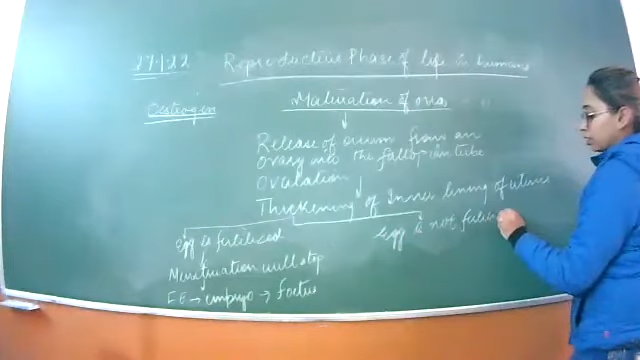 27.1.22
Reproductive Phase of life in humans
Oestrogen
Maturation of ova
Release of ovum from an
ovary into the fallopian tube
Ovulation
Thickening of Inner lining of uterus
egg is fertilized
egg is not
Menstruation will stop
FE → embryo → foetus